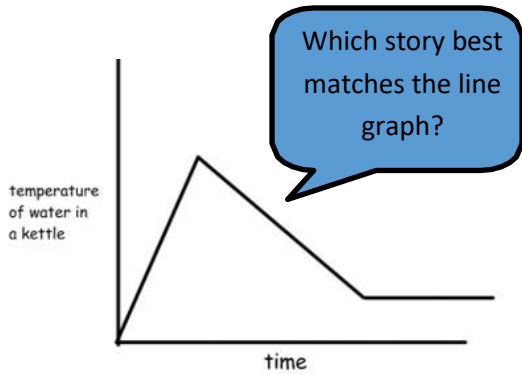 Which story best
matches the line
graph?
temperature
of water in
a kettle
time